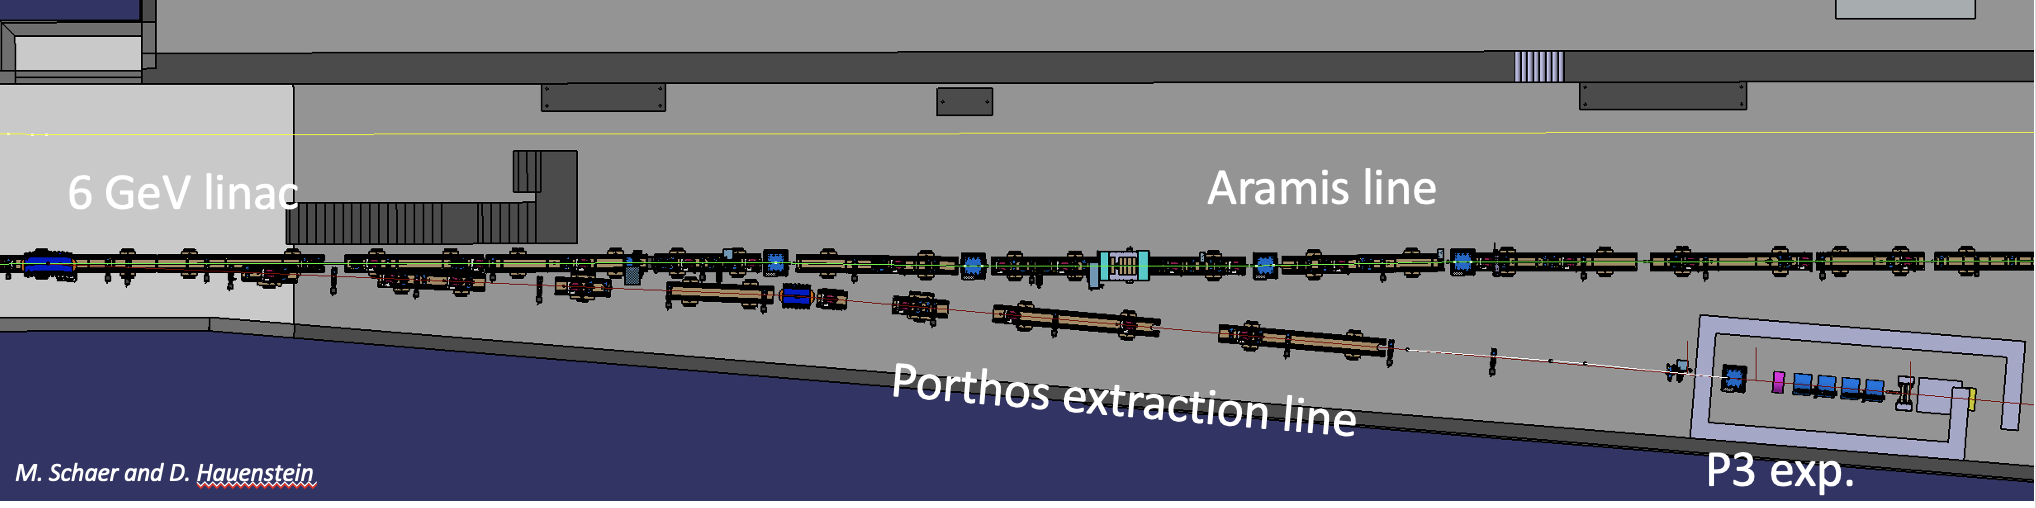 6 GeV linac
Aramis line
Porthos extraction line
P3 exp.
M. Schaer and D. Hauenstein